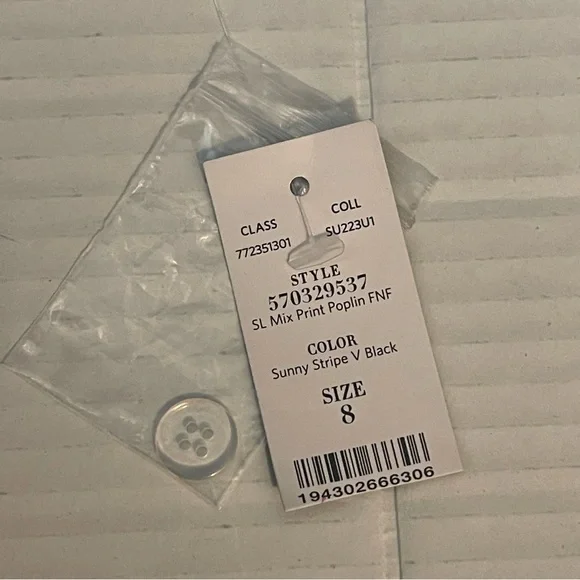 CLASS COLL
772351301 SU223U1
STYLE
570329537
SL Mix Print Poplin FNF
COLOR
Sunny Stripe V Black
SIZE
8
194302666306